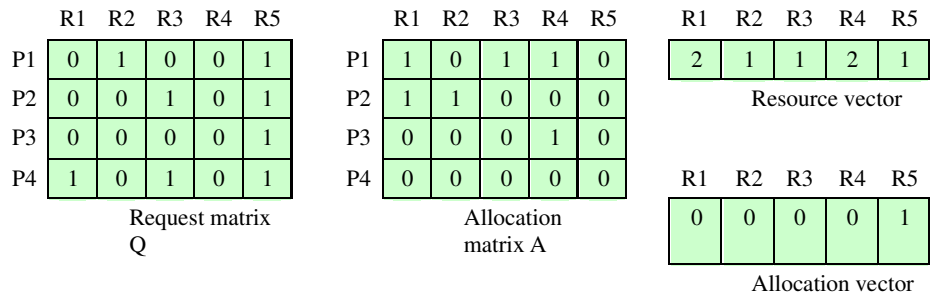 R1 R2 R3 R4 R5
P1 0 1 0 0 1
P2 0 0 1 0 1
P3 0 0 0 0 1
P4 1 0 1 0 1
Request matrix
Q
R1 R2 R3 R4 R5
P1 1 0 1 1 0
P2 1 1 0 0 0
P3 0 0 0 1 0
P4 0 0 0 0 0
Allocation
matrix A
R1 R2 R3 R4 R5
2 1 1 2 1
Resource vector
R1 R2 R3 R4 R5
0 0 0 0 1
Allocation vector